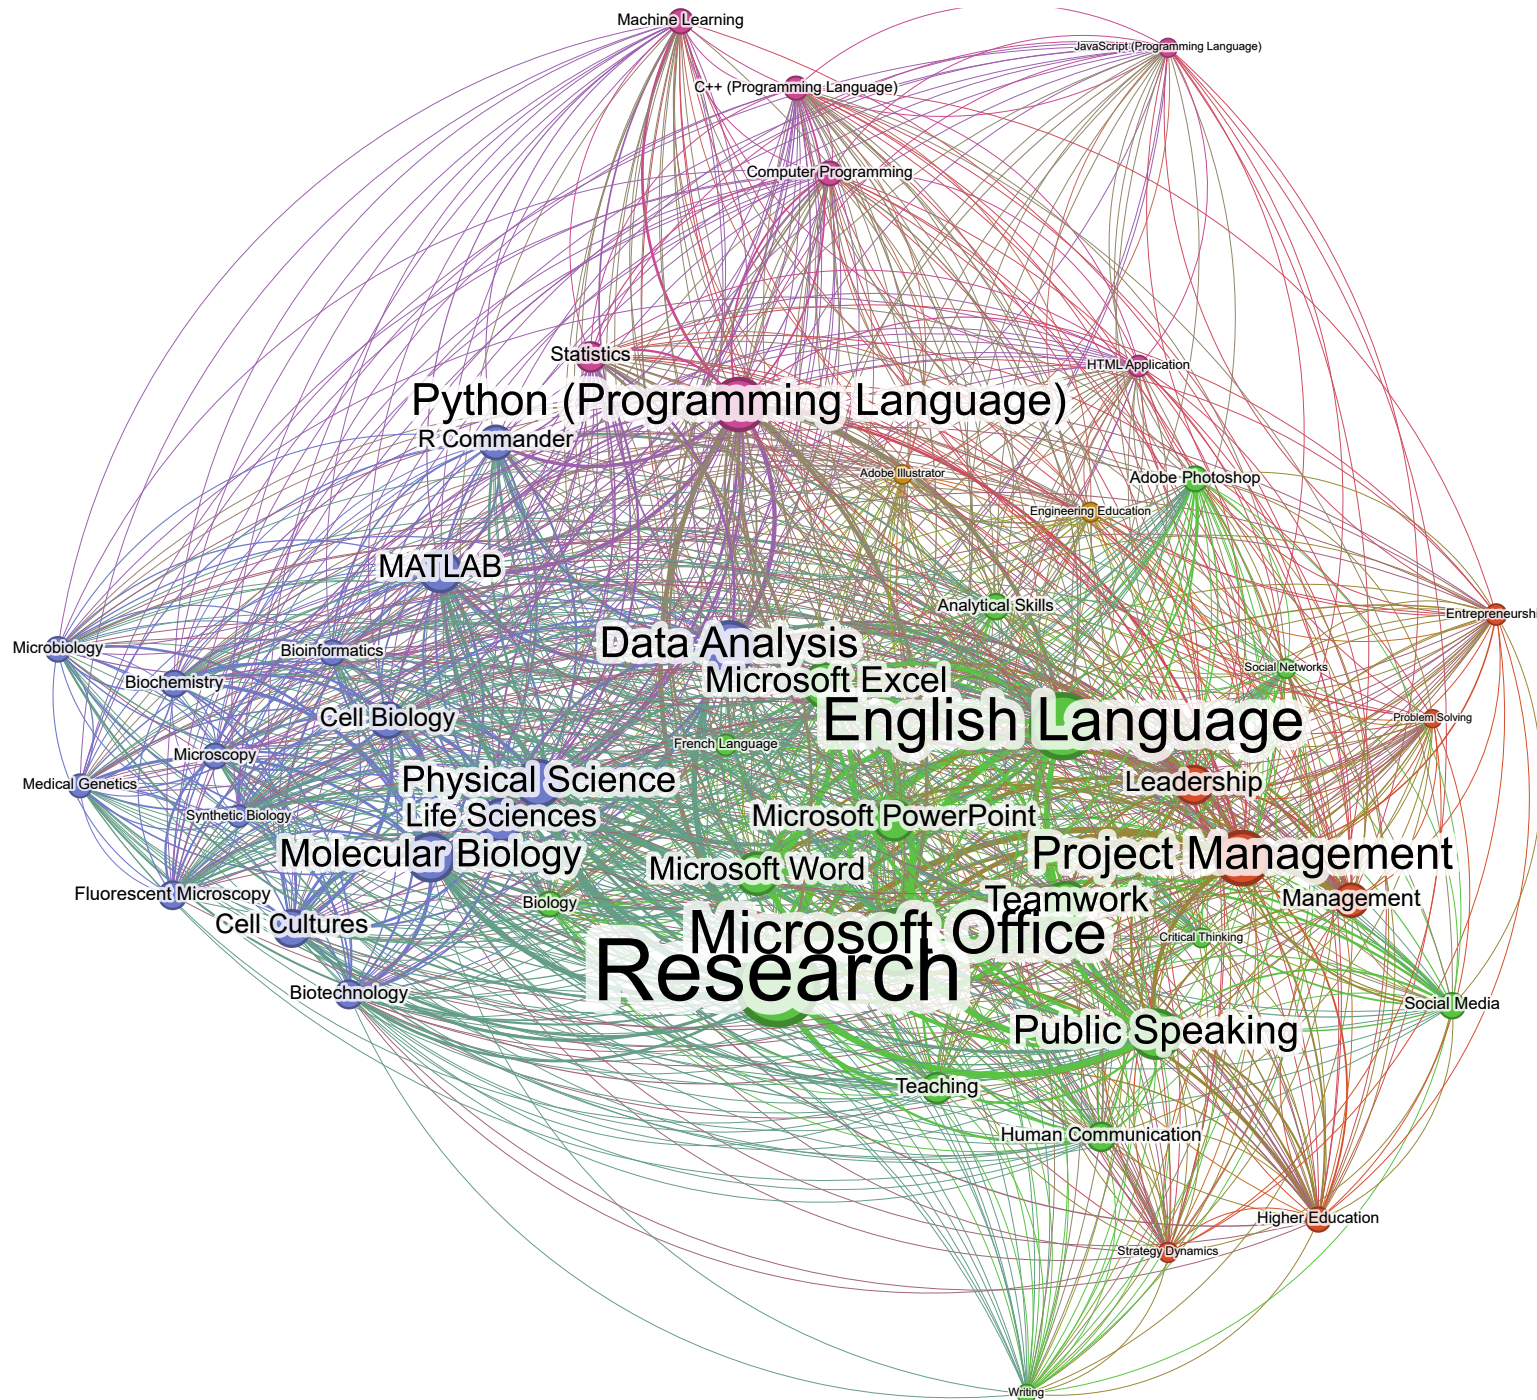 Machine Learning
JavaScript (Programming Language)
C++ (Programming Language)
Computer Programming
Statistics
HTML Application
Python (Programming Language)
R Commander
Adobe Illustrator
Adobe Photoshop
Engineering Education
MATLAB
Analytical Skills
Entrepreneurshi
Microbiology
Bioinformatics
Data Analysis
Social Networks
Biochemistry
Microsoft Excel
Cell Biology
English Language
Problem Solving
French Language
Microscopy
Medical Genetics
Physical Science
Leadership
Synthetic Biology
Life Sciences
Microsoft PowerPoint
Molecular Biology
Project Management
Microsoft Word
Fluorescent Microscopy
Biology
Teamwork
Management
Cell Cultures
Microsoft Office
Critical Thinking
Research
Biotechnology
Social Media
Public Speaking
Teaching
Human Communication
Higher Education
Strategy Dynamics
Writing